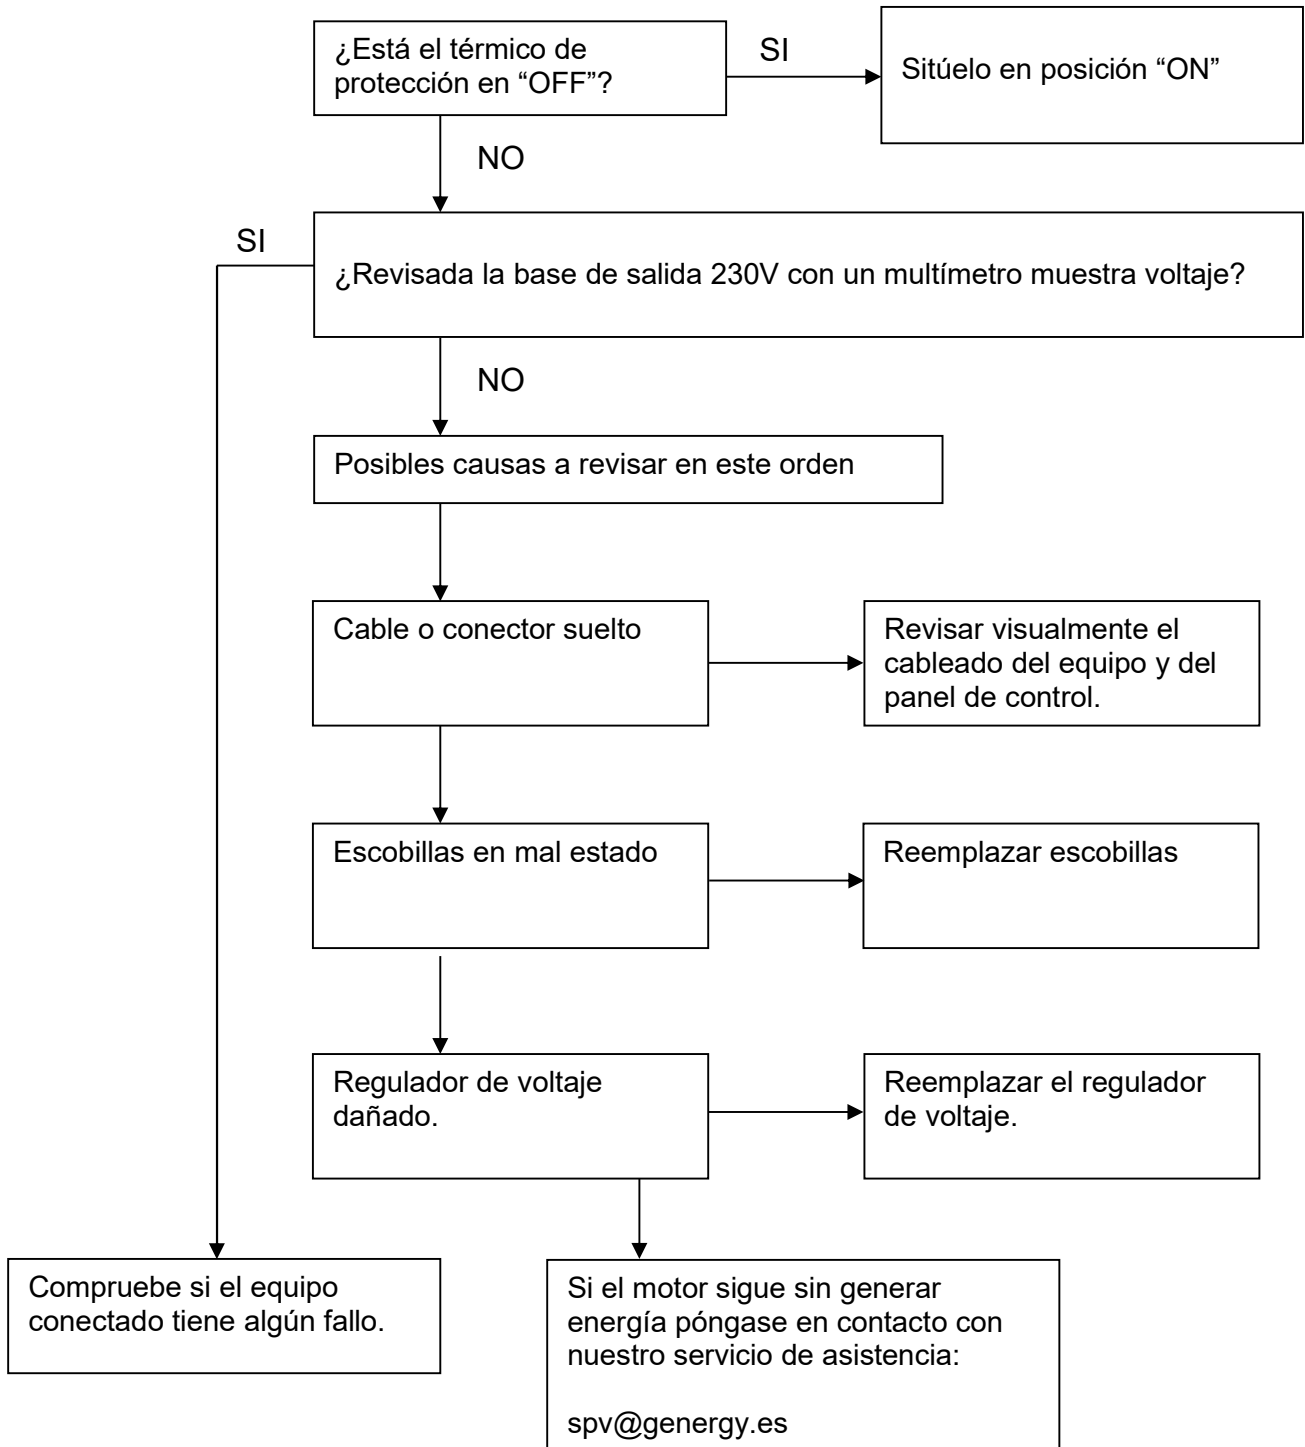 ¿Está el térmico de
protección en “OFF”?
SI
Sitúelo en posición “ON”
NO
SI
¿Revisada la base de salida 230V con un multímetro muestra voltaje?
NO
Posibles causas a revisar en este orden
Cable o conector suelto
Revisar visualmente el
cableado del equipo y del
panel de control.
Escobillas en mal estado
Reemplazar escobillas
Regulador de voltaje
dañado.
Reemplazar el regulador
de voltaje.
Compruebe si el equipo
conectado tiene algún fallo.
Si el motor sigue sin generar
energía póngase en contacto con
nuestro servicio de asistencia:
spv@genergy.es